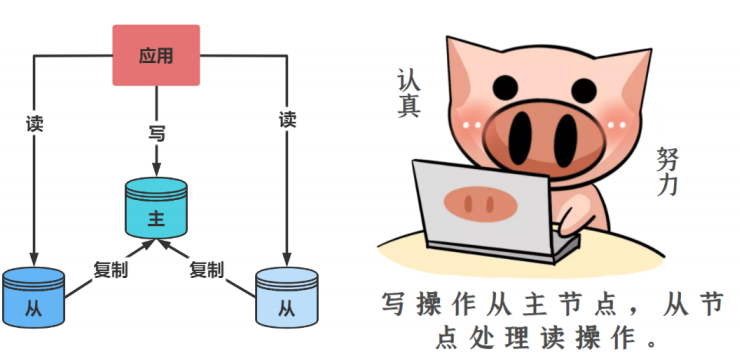 应用
读
写
读
主
复制
复制
从
从
认真
努力
写操作从主节点，从节
点处理读操作。